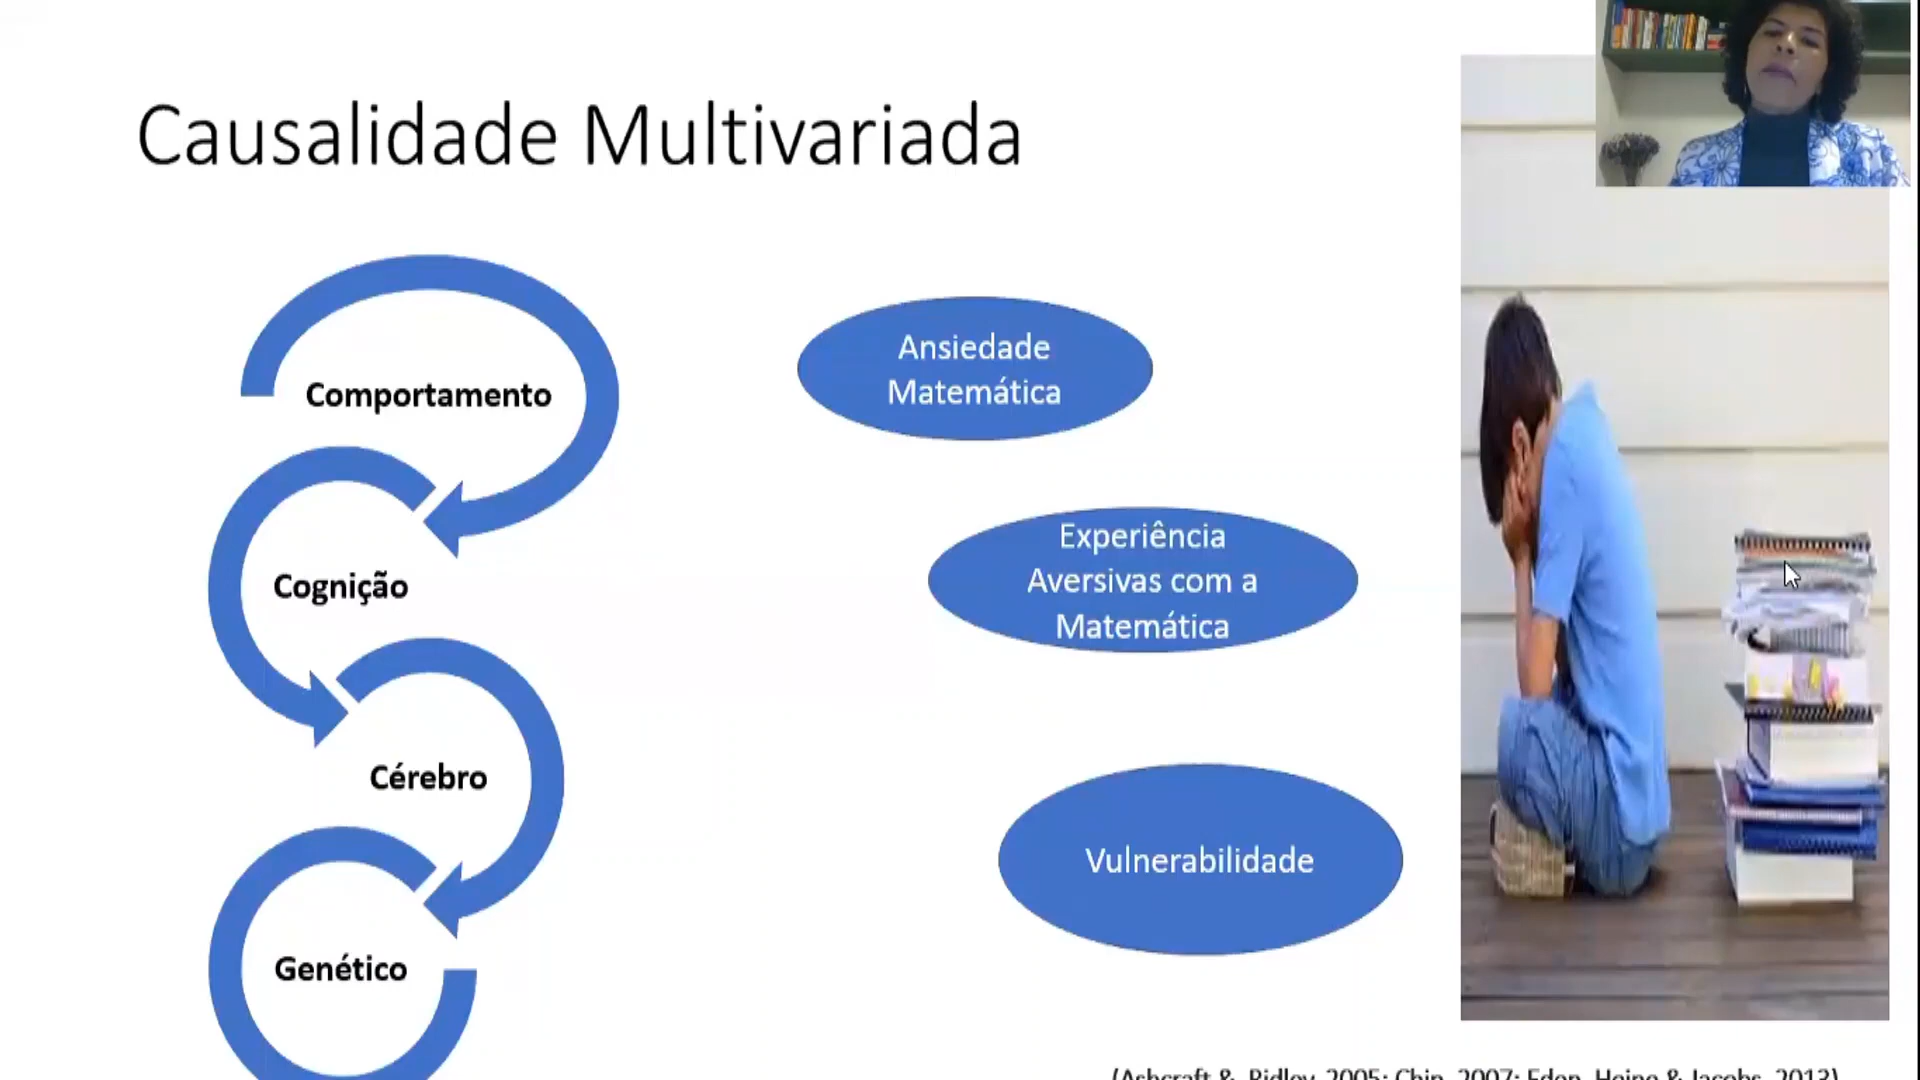 Causalidade Multivariada
Comportamento
Cognição
Cérebro
Genético
Ansiedade
Matemática
Experiência
Aversivas com a
Matemática
Vulnerabilidade
(Ashcraft & Ridley, 2005; Chin, 2007; Eden, Heine & Jacobs, 2013)